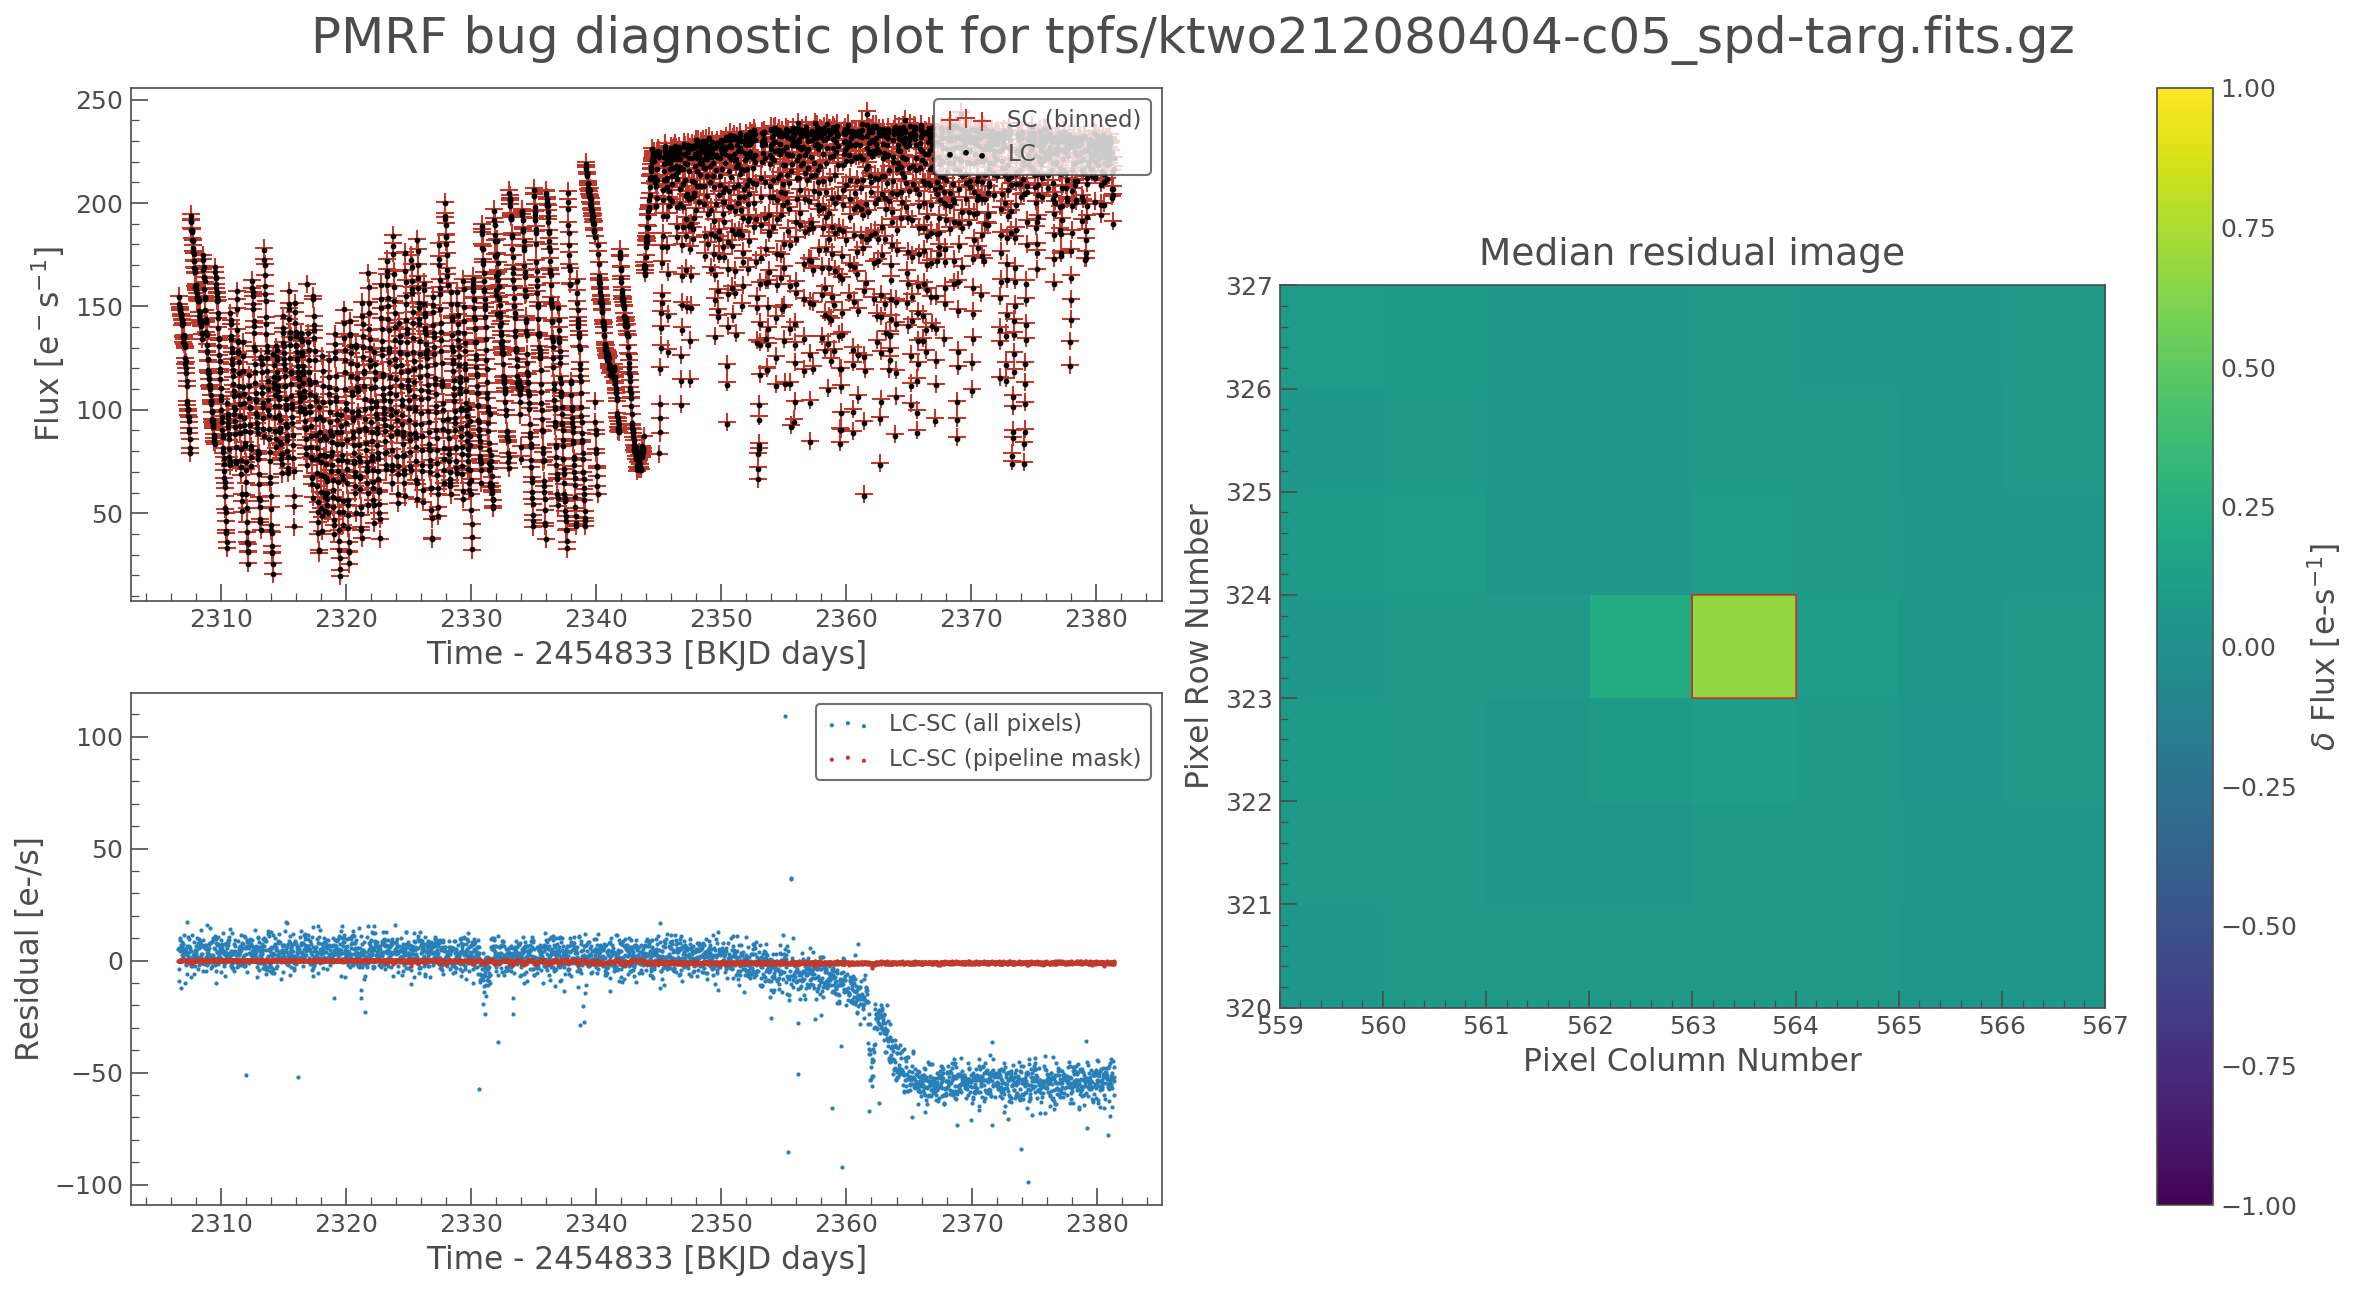 PMRF bug diagnostic plot for tpfs/ktwo212080404-c05_spd-targ.fits.gz
250
200
150
100
50
Flux [e⁻ s⁻¹]
SC (binned)
LC
2310 2320 2330 2340 2350 2360 2370 2380
Time - 2454833 [BKJD days]
100
50
0
−50
−100
Residual [e-/s]
LC-SC (all pixels)
LC-SC (pipeline mask)
2310 2320 2330 2340 2350 2360 2370 2380
Time - 2454833 [BKJD days]
Median residual image
327
326
325
324
323
322
321
320
Pixel Row Number
559 560 561 562 563 564 565 566 567
Pixel Column Number
1.00
0.75
0.50
0.25
0.00
−0.25
−0.50
−0.75
−1.00
δ Flux [e-s⁻¹]